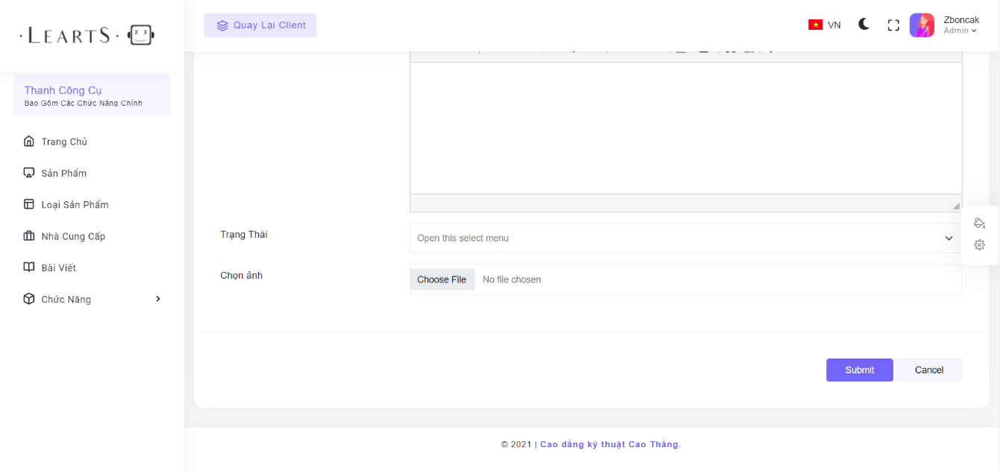 · LEARTS ·
Quay Lại Client
VN
Zboncak
Admin
Thanh Công Cụ
Bao Gồm Các Chức Năng Chính
Trang Chủ
Sản Phẩm
Loại Sản Phẩm
Nhà Cung Cấp
Bài Viết
Chức Năng
Trạng Thái
Open this select menu
Chọn ảnh
Choose File
No file chosen
Submit
Cancel
© 2021 | Cao đẳng kỹ thuật Cao Thắng.